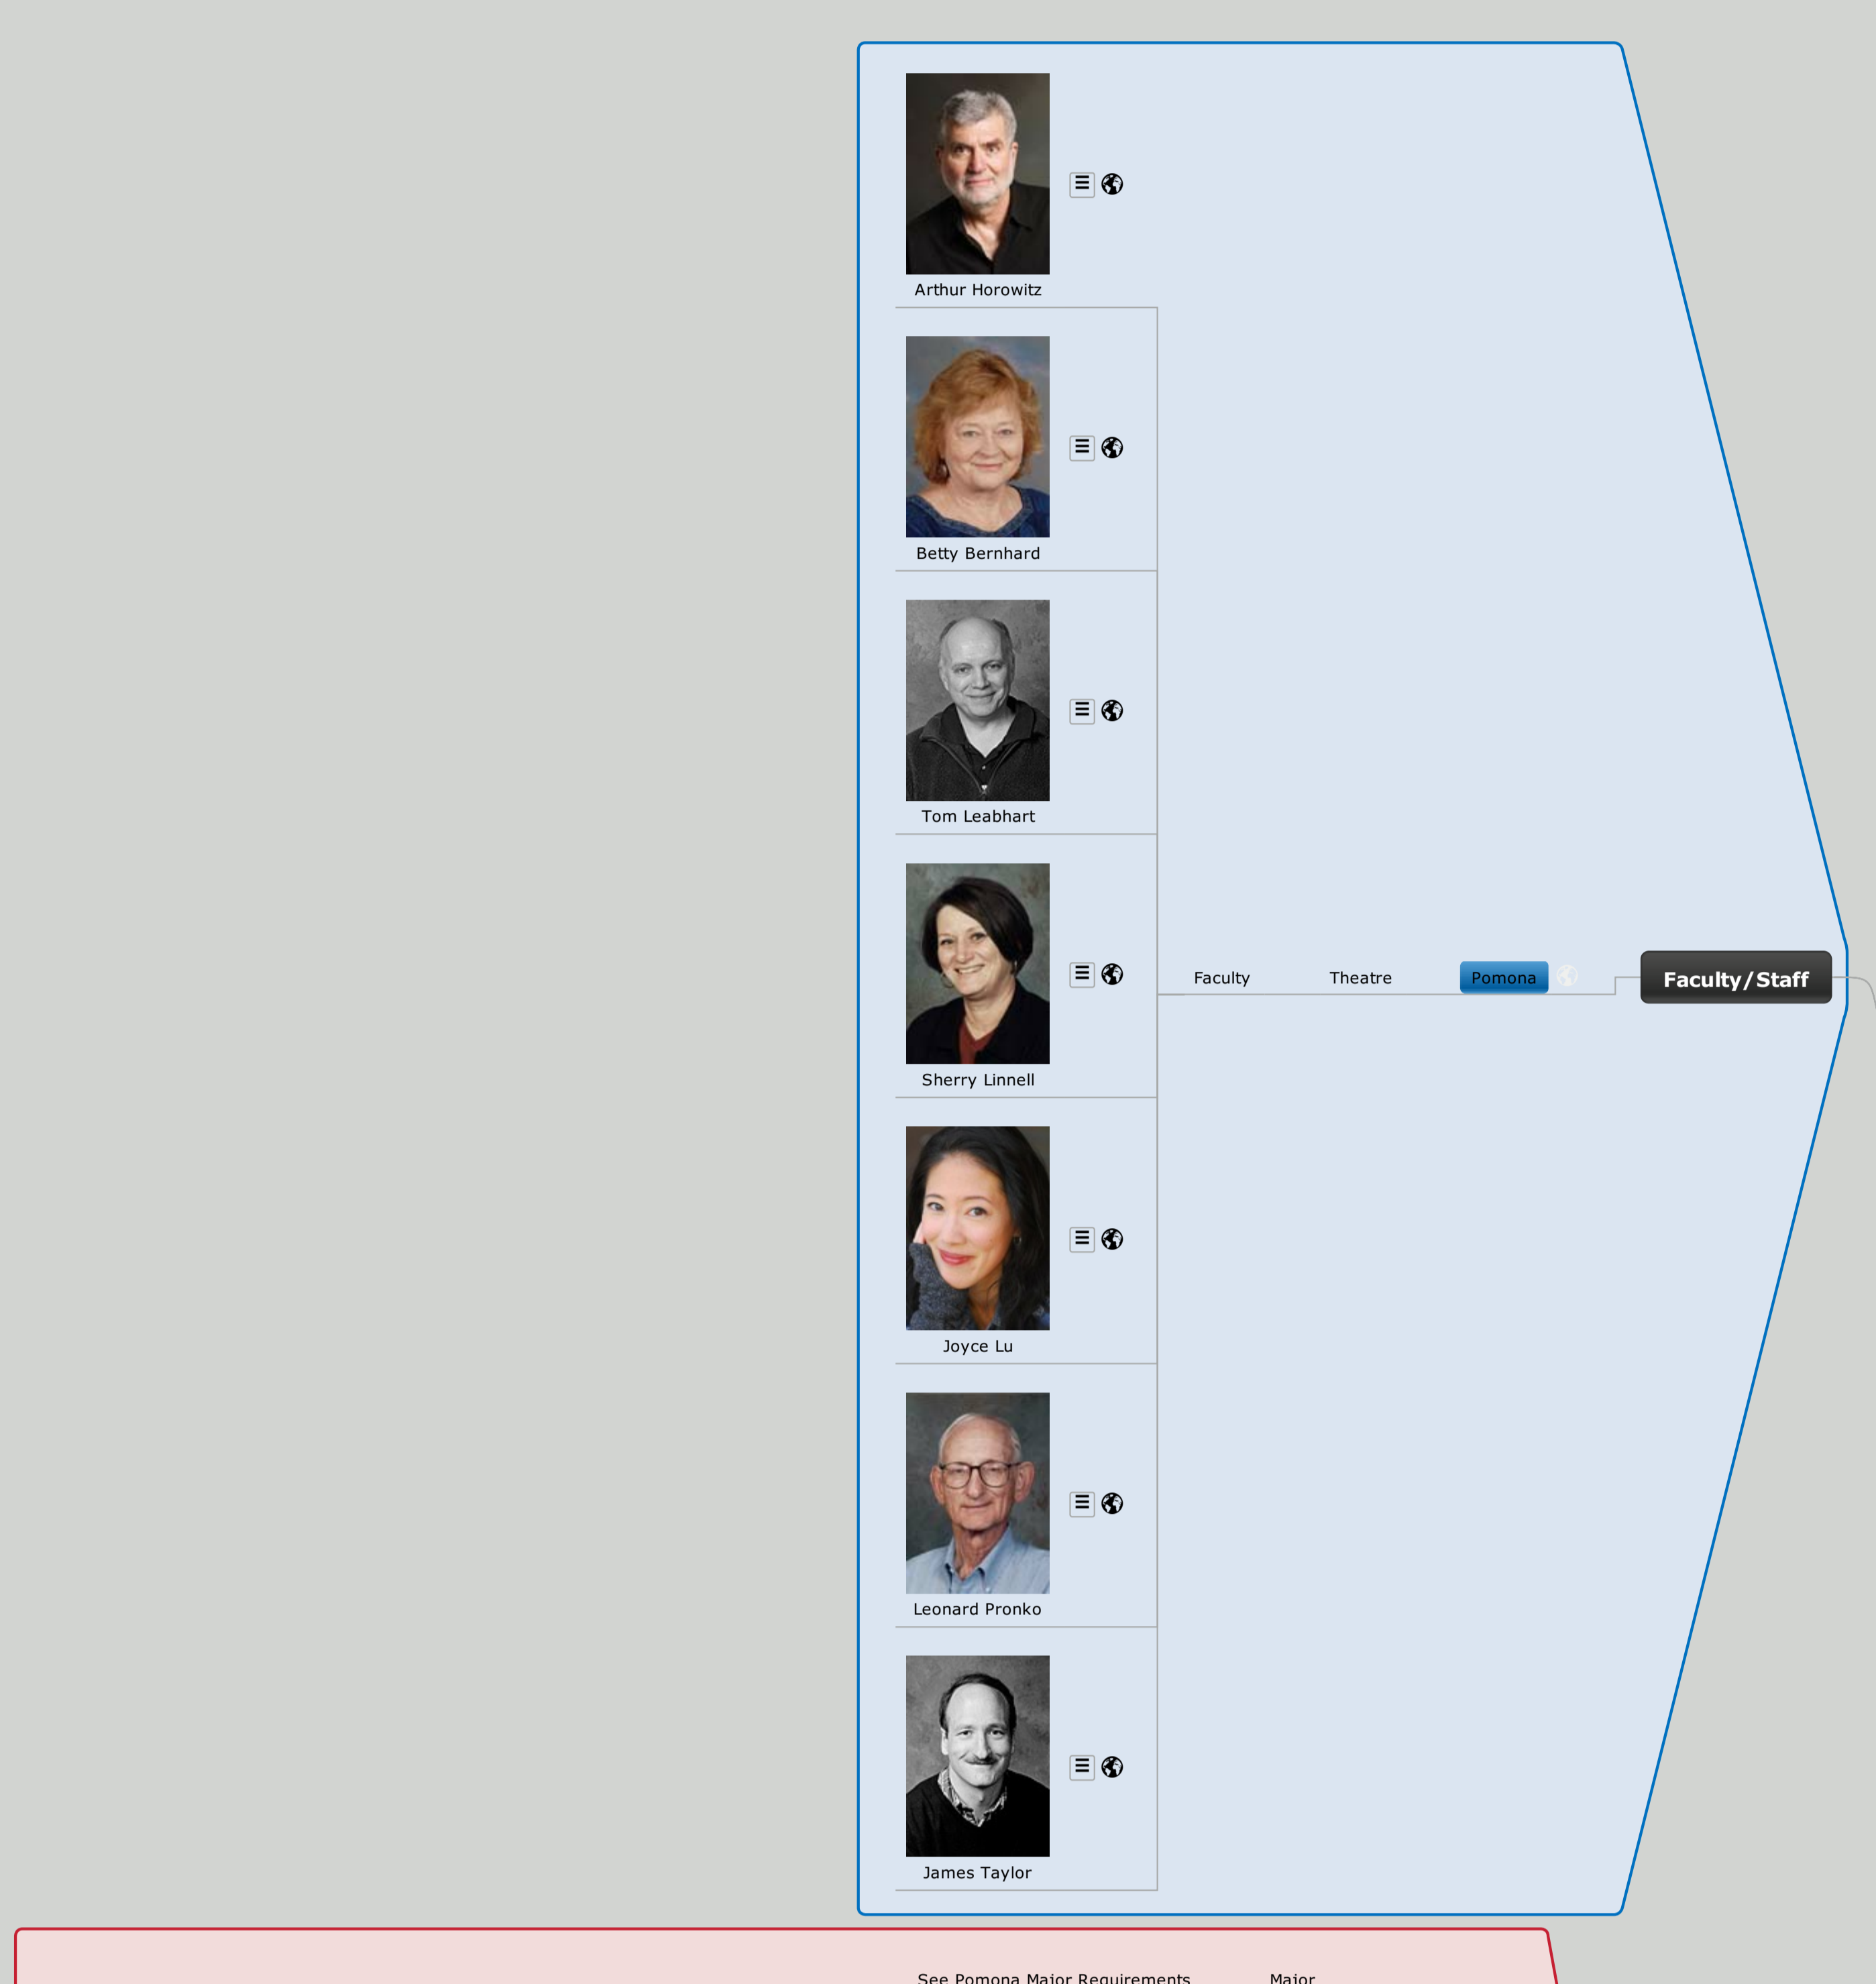 Arthur Horowitz
Betty Bernhard
Tom Leabhart
Sherry Linnell
Faculty Theatre Pomona Faculty/Staff
Joyce Lu
Leonard Pronko
James Taylor
See Pomona Major Requirements Major